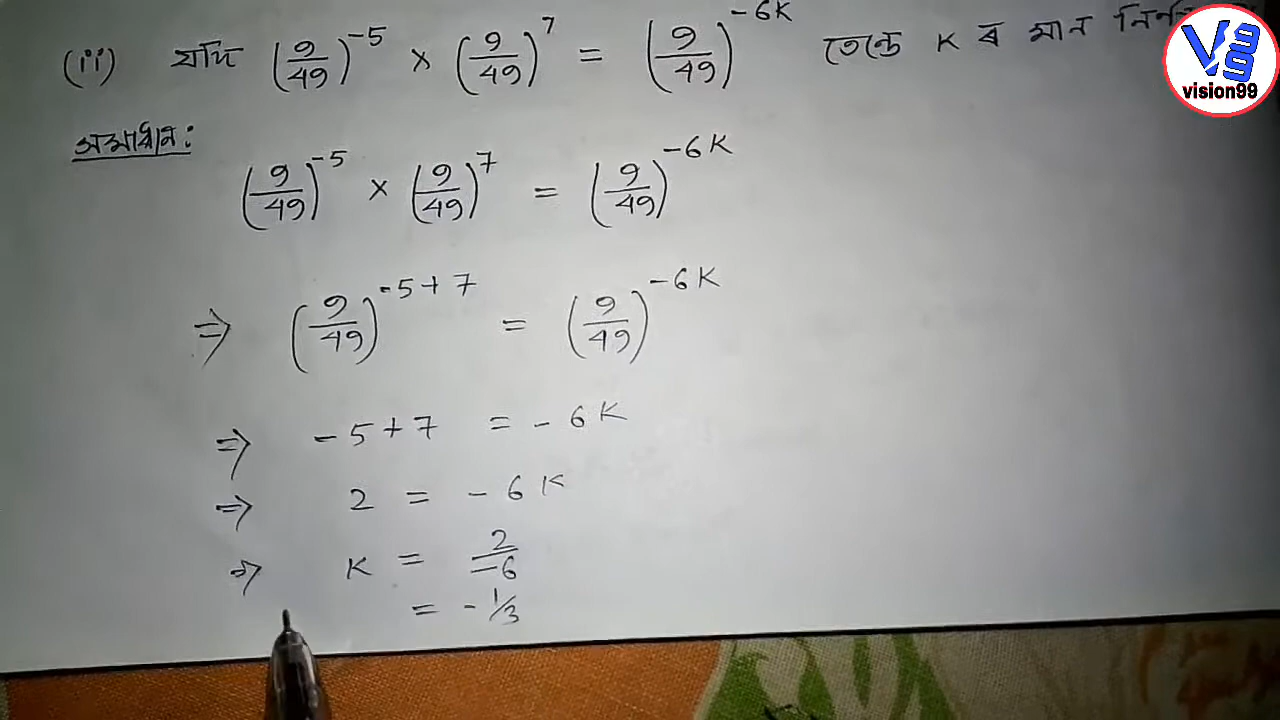 (ii) যদি (9/49)^-5 × (9/49)^7 = (9/49)^-6K তেন্তে K ৰ মান
vision99
সমাধান:
(9/49)^-5 × (9/49)^7 = (9/49)^-6K
⇒ (9/49)^-5+7 = (9/49)^-6K
⇒ -5+7 = -6K
⇒ 2 = -6K
⇒ K = 2/-6
= -1/3